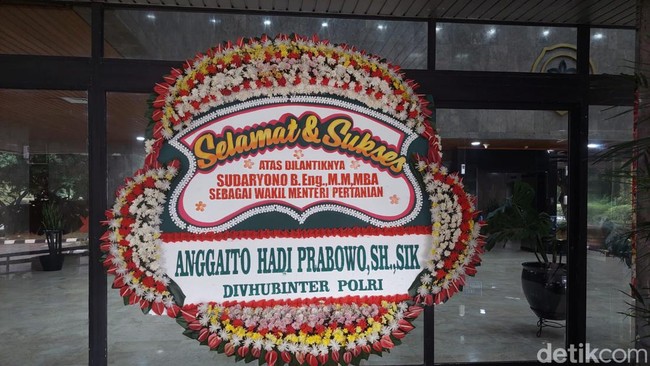 Selamat & Sukses
ATAS DILANTIKNYA
SUDARYONO B.Eng.,M.M,MBA
SEBAGAI WAKIL MENTERI PERTANIAN
ANGGAITO HADI PRABOWO,SH.,SIK
DIVHUBINTER POLRI
detikcom